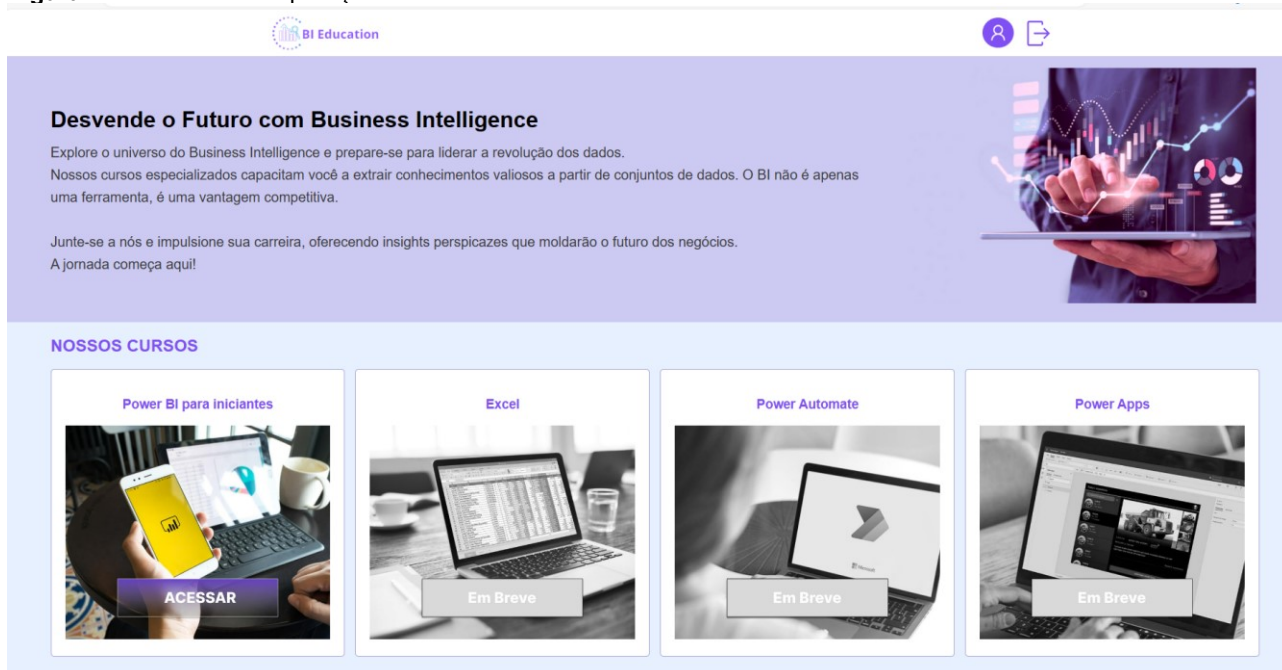 BI Education
Desvende o Futuro com Business Intelligence
Explore o universo do Business Intelligence e prepare-se para liderar a revolução dos dados.
Nossos cursos especializados capacitam você a extrair conhecimentos valiosos a partir de conjuntos de dados. O BI não é apenas
uma ferramenta, é uma vantagem competitiva.
Junte-se a nós e impulsione sua carreira, oferecendo insights perspicazes que moldarão o futuro dos negócios.
A jornada começa aqui!
NOSSOS CURSOS
Power BI para iniciantes
ACESSAR
Excel
Em Breve
Power Automate
Microsoft
Em Breve
Power Apps
Em Breve